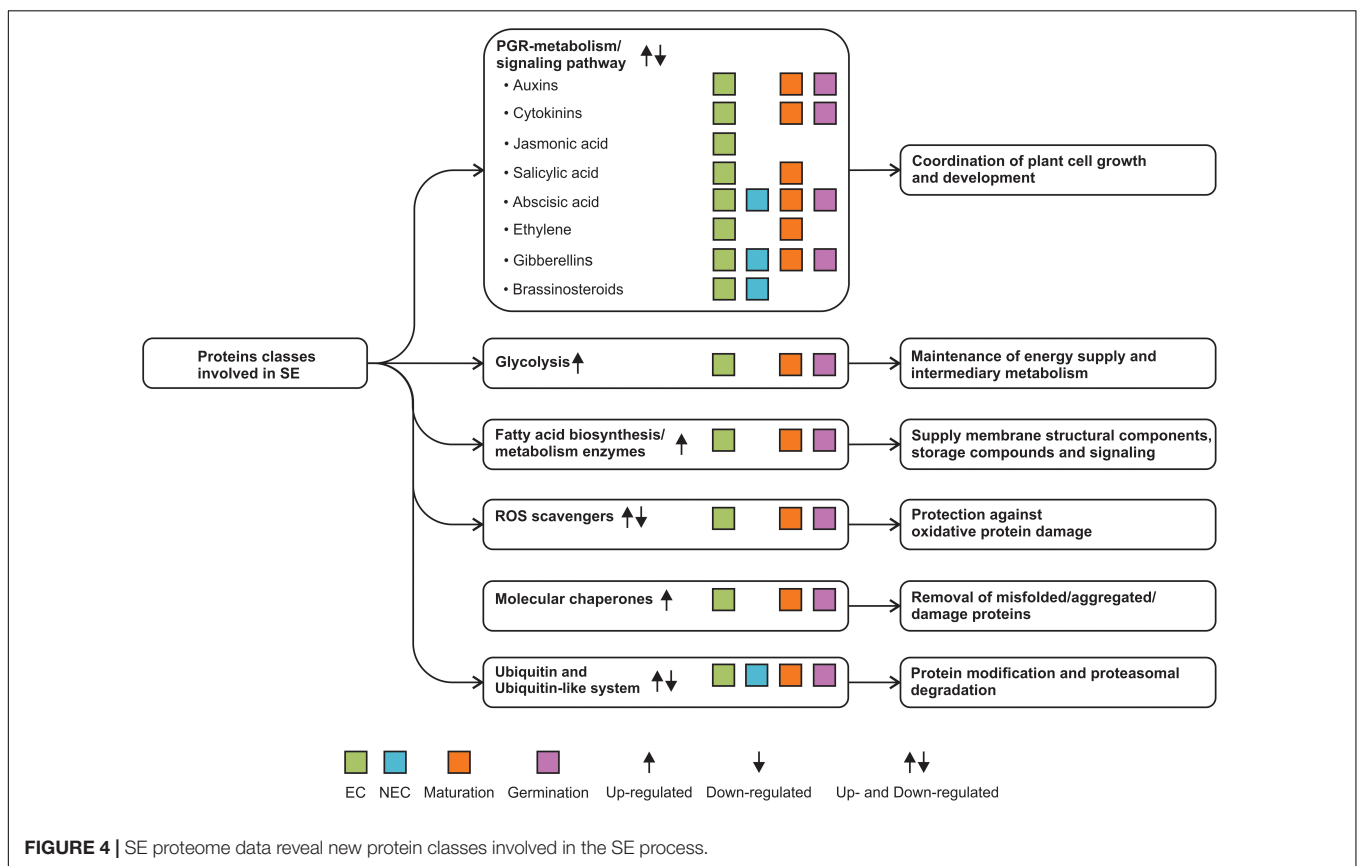 PGR-metabolism/
signaling pathway
• Auxins
• Cytokinins
• Jasmonic acid
• Salicylic acid
• Abscisic acid
• Ethylene
• Gibberellins
• Brassinosteroids
Coordination of plant cell growth
and development
Proteins classes
involved in SE
Glycolysis
Maintenance of energy supply and
intermediary metabolism
Fatty acid biosynthesis/
metabolism enzymes
Supply membrane structural components,
storage compounds and signaling
ROS scavengers
Protection against
oxidative protein damage
Molecular chaperones
Removal of misfolded/aggregated/
damage proteins
Ubiquitin and
Ubiquitin-like system
Protein modification and proteasomal
degradation
EC NEC Maturation Germination Up-regulated Down-regulated Up- and Down-regulated
FIGURE 4 | SE proteome data reveal new protein classes involved in the SE process.